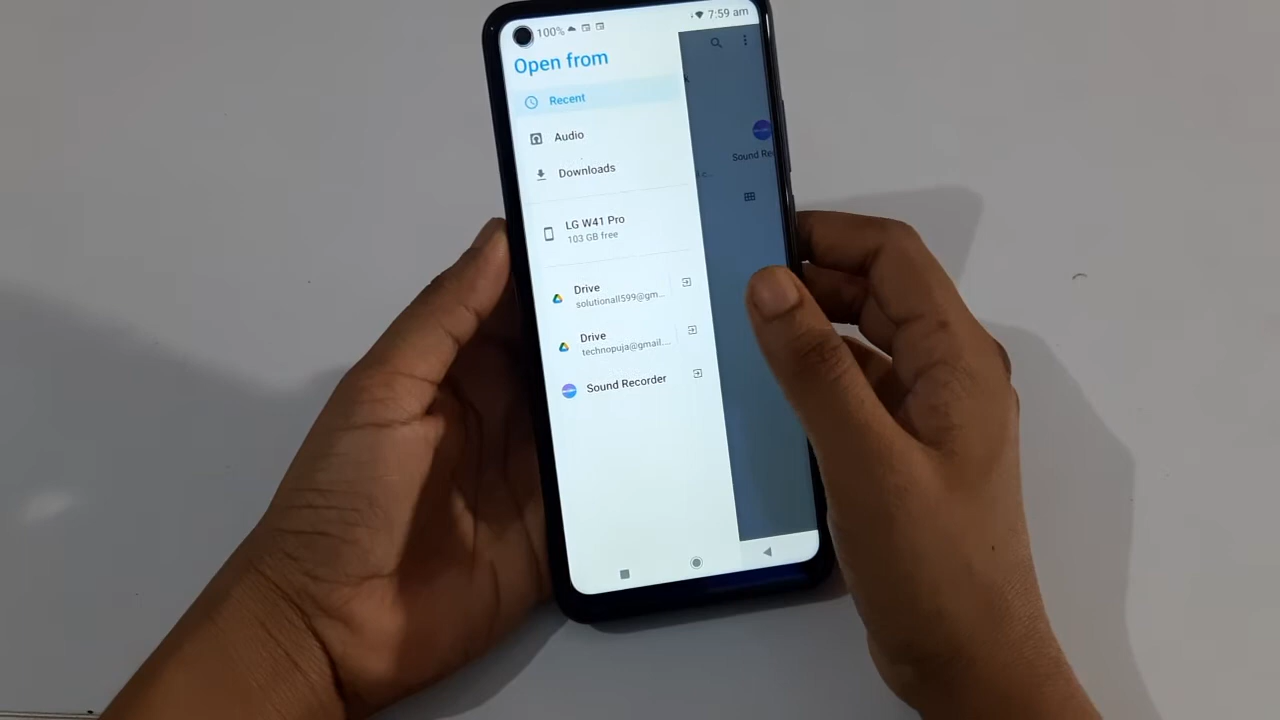 100% 7:59 am
Open from
Recent
Audio
Downloads
LG W41 Pro
103 GB free
Drive
solutionall599@gm...
Drive
technopuja@gmail....
Sound Recorder
Sound Re